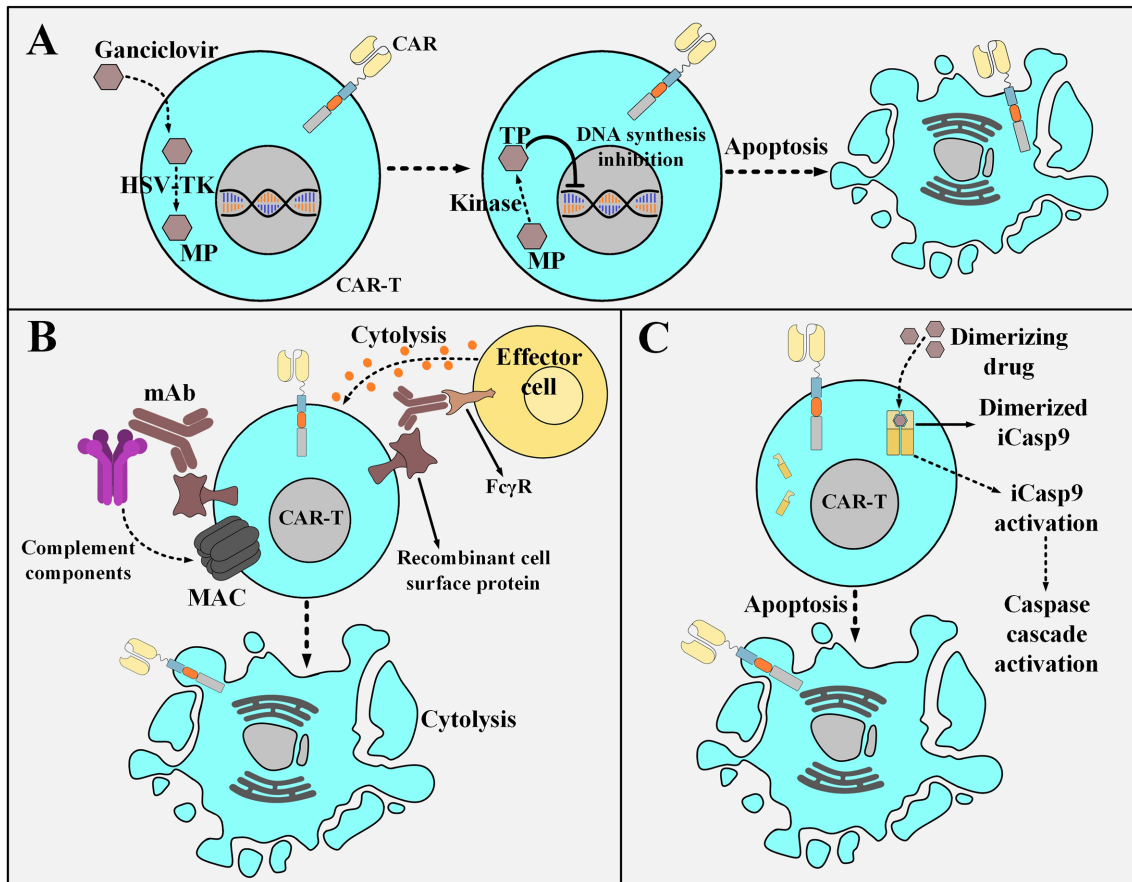 A
Ganciclovir
CAR
HSV-TK
MP
CAR-T
TP
DNA synthesis
inhibition
Kinase
MP
Apoptosis
B
Cytolysis
Effector
cell
mAb
FcγR
CAR-T
Complement
components
MAC
Recombinant cell
surface protein
Cytolysis
C
Dimerizing
drug
Dimerized
iCasp9
CAR-T
iCasp9
activation
Apoptosis
Caspase
cascade
activation